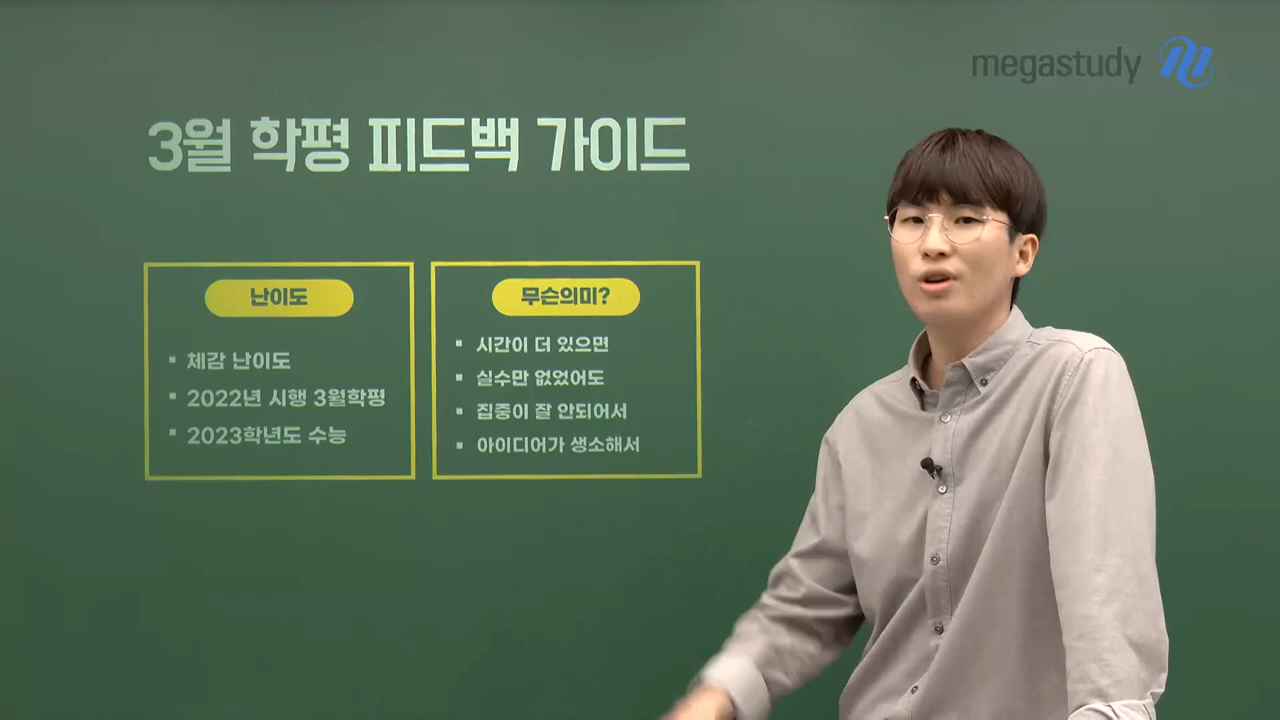 megastudy
3월 학평 피드백 가이드
난이도
체감 난이도
2022년 시행 3월학평
2023학년도 수능
무슨의미?
시간이 더 있으면
실수만 없었어도
집중이 잘 안되어서
아이디어가 생소해서